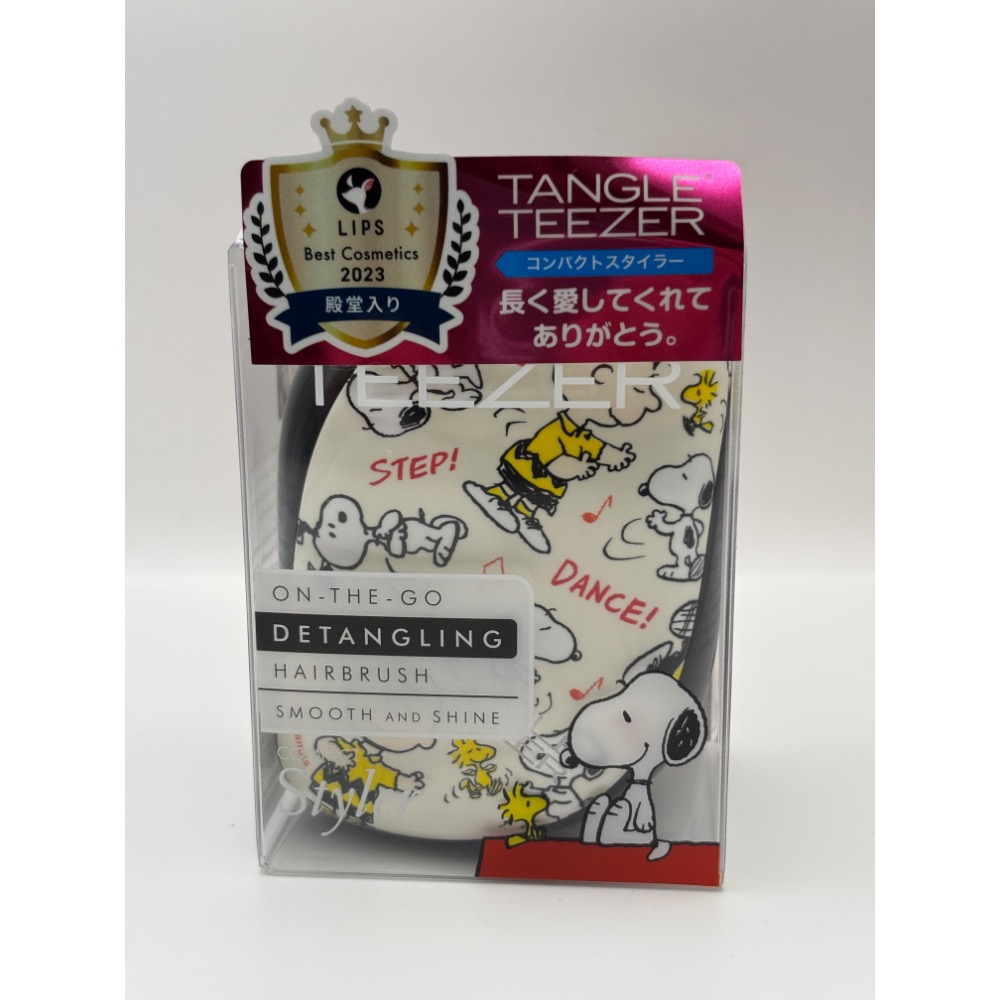 LIPS
Best Cosmetics
2023
殿堂入り
TANGLE
TEEZER
コンパクトスタイラー
長く愛してくれて
ありがとう。
TEEZER
STEP!
DANCE!
ON-THE-GO
DETANGLING
HAIRBRUSH
SMOOTH AND SHINE
Styler